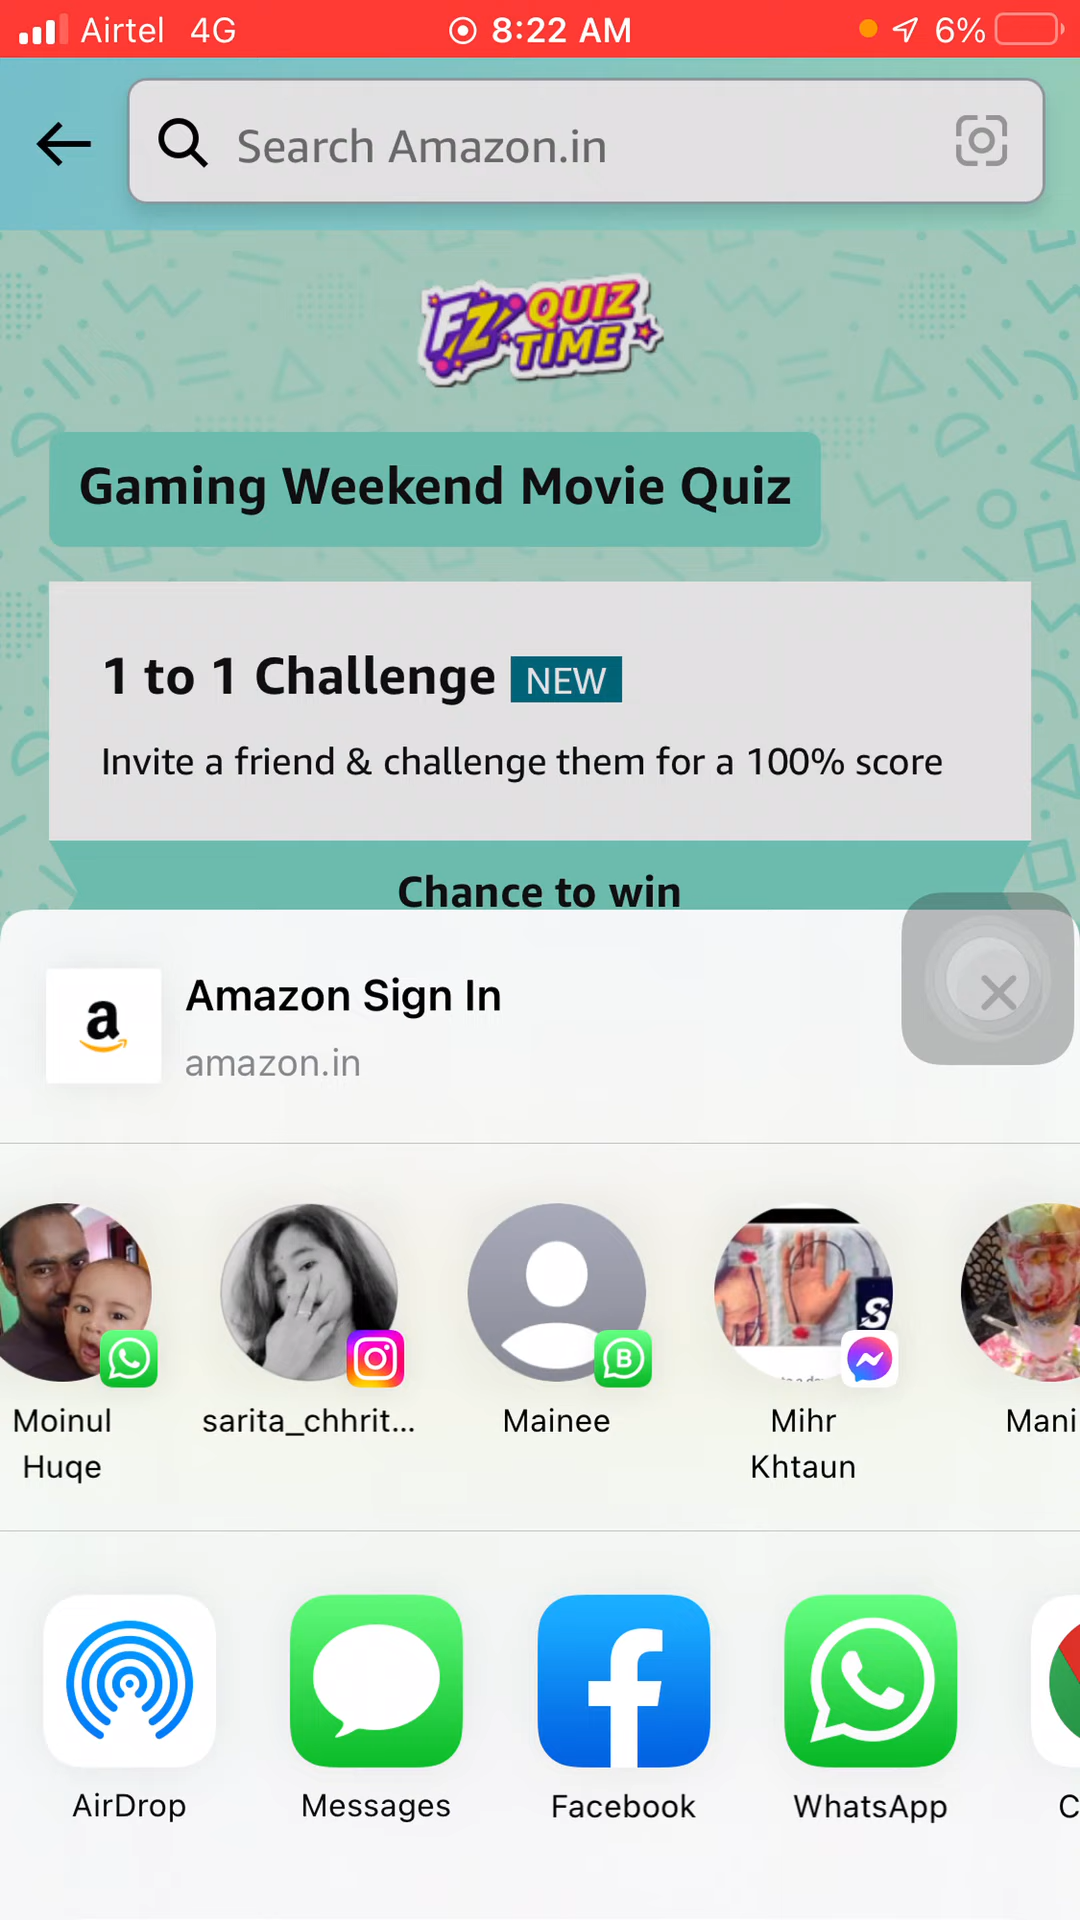 Airtel 4G 8:22 AM 6%
Search Amazon.in
FZ QUIZ
TIME
Gaming Weekend Movie Quiz
1 to 1 Challenge NEW
Invite a friend & challenge them for a 100% score
Chance to win
a Amazon Sign In
amazon.in
B
S
Moinul sarita_chhrit... Mainee Mihr Mani
Huqe Khtaun
AirDrop Messages Facebook WhatsApp C